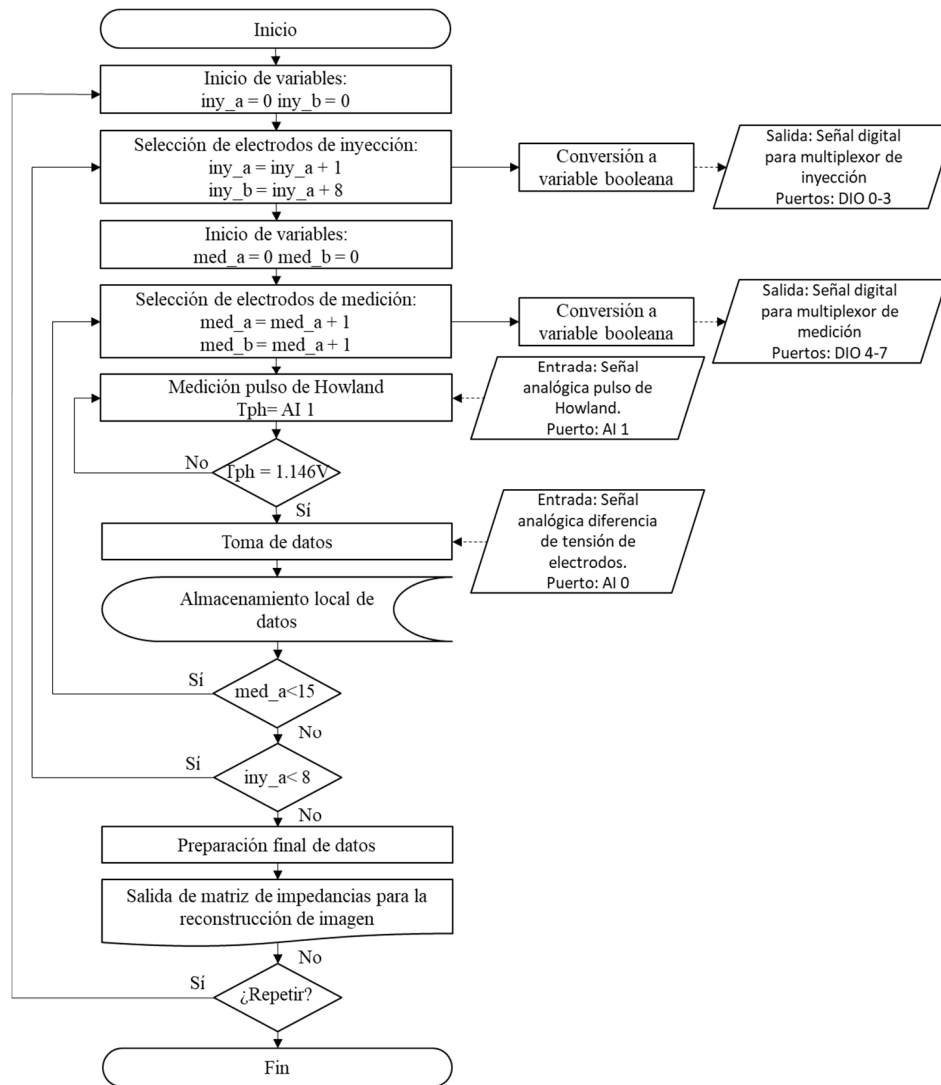 Inicio
Inicio de variables:
iny_a = 0 iny_b = 0
Selección de electrodos de inyección:
iny_a = iny_a + 1
iny_b = iny_a + 8
Conversión a
variable booleana
Salida: Señal digital
para multiplexor de
inyección
Puertos: DIO 0-3
Inicio de variables:
med_a = 0 med_b = 0
Selección de electrodos de medición:
med_a = med_a + 1
med_b = med_a + 1
Conversión a
variable booleana
Salida: Señal digital
para multiplexor de
medición
Puertos: DIO 4-7
Medición pulso de Howland
Tph= AI 1
Entrada: Señal
analógica pulso de
Howland.
Puerto: AI 1
No
Tph = 1.146V
Sí
Toma de datos
Entrada: Señal
analógica diferencia
de tensión de
electrodos.
Puerto: AI 0
Almacenamiento local de
datos
Sí
med_a<15
No
Sí
iny_a< 8
No
Preparación final de datos
Salida de matriz de impedancias para la
reconstrucción de imagen
No
Sí
¿Repetir?
Fin